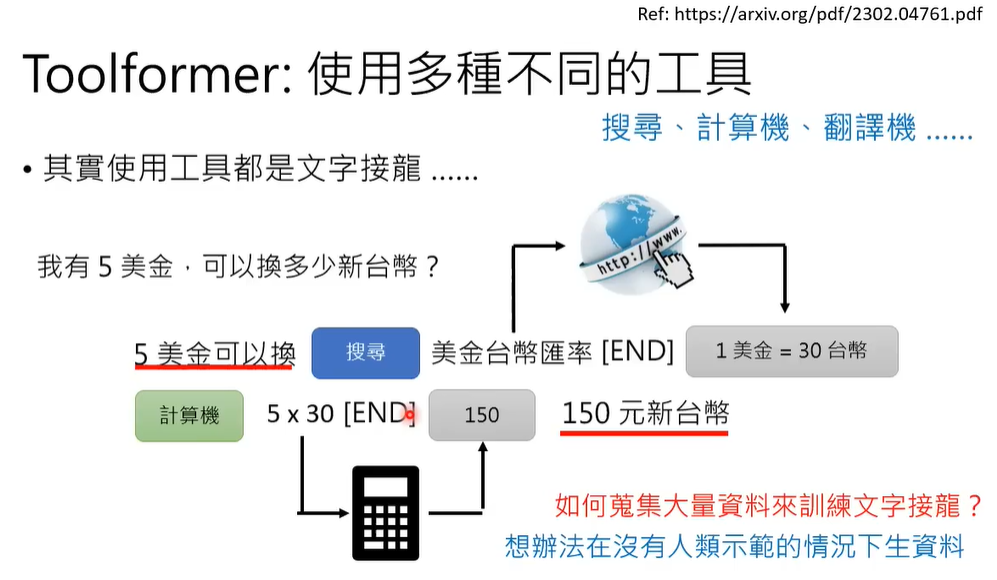 Ref: https://arxiv.org/pdf/2302.04761.pdf
Toolformer: 使用多種不同的工具
搜尋、計算機、翻譯機 ......
• 其實使用工具都是文字接龍 ......
http://www.
我有 5 美金，可以換多少新台幣？
5 美金可以換 搜尋 美金台幣匯率 [END] 1 美金 = 30 台幣
計算機 5 x 30 [END] 150 150 元新台幣
如何蒐集大量資料來訓練文字接龍？
想辦法在沒有人類示範的情況下生資料